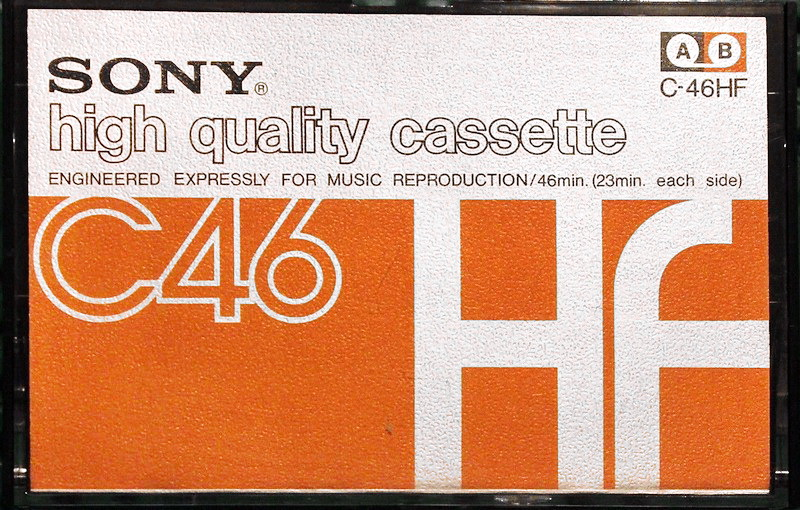 SONY®
A B
C-46HF
high quality cassette
ENGINEERED EXPRESSLY FOR MUSIC REPRODUCTION/46min. (23min. each side)
C46
Hf